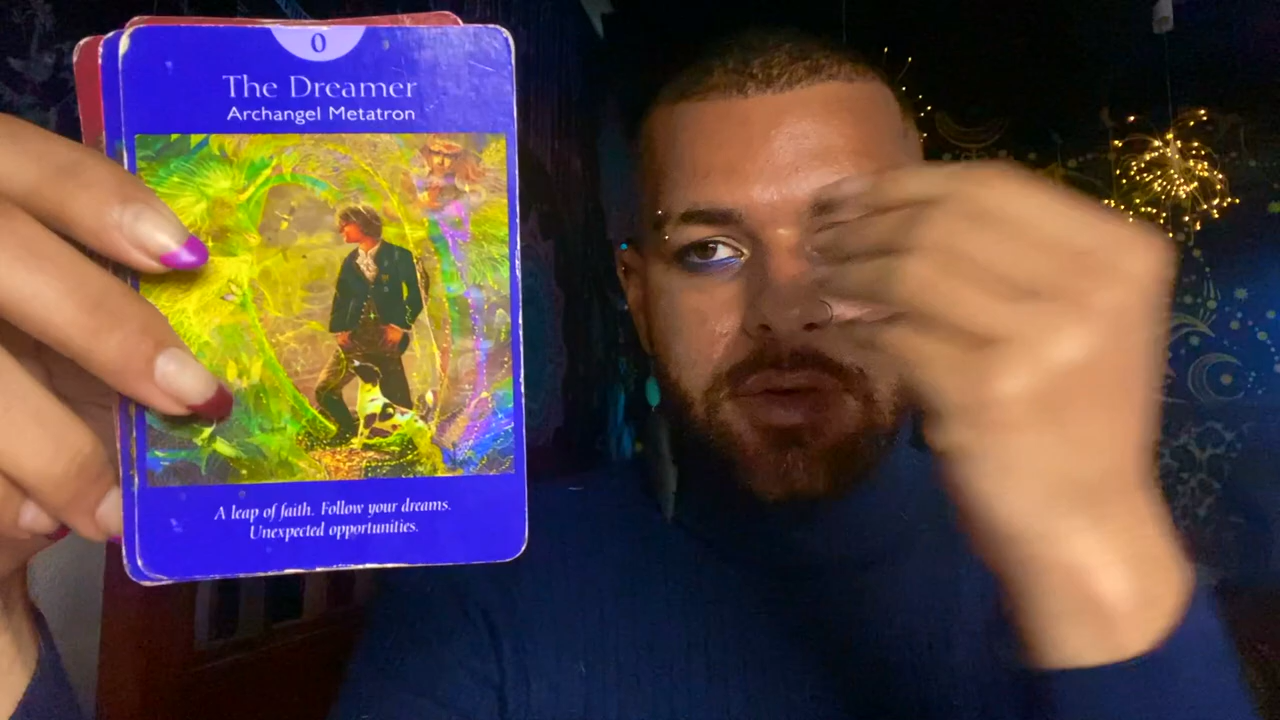 0
The Dreamer
Archangel Metatron
A leap of faith. Follow your dreams.
Unexpected opportunities.